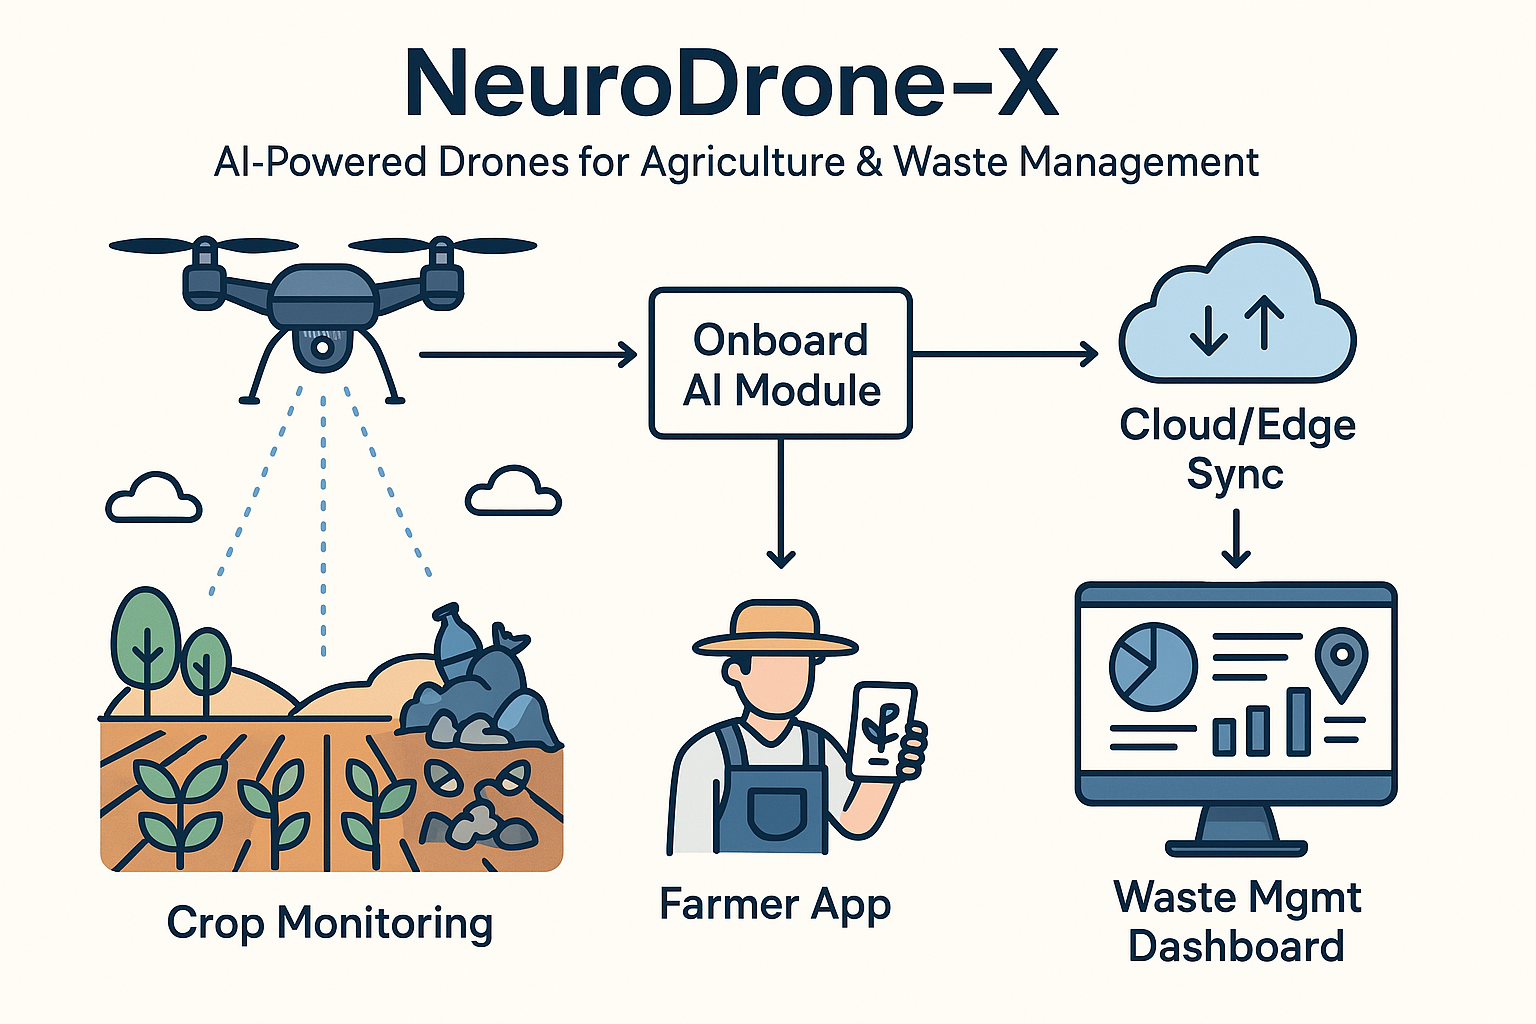 NeuroDrone-X
AI-Powered Drones for Agriculture & Waste Management
Onboard
AI Module
Cloud/Edge
Sync
Crop Monitoring
Farmer App
Waste Mgmt
Dashboard